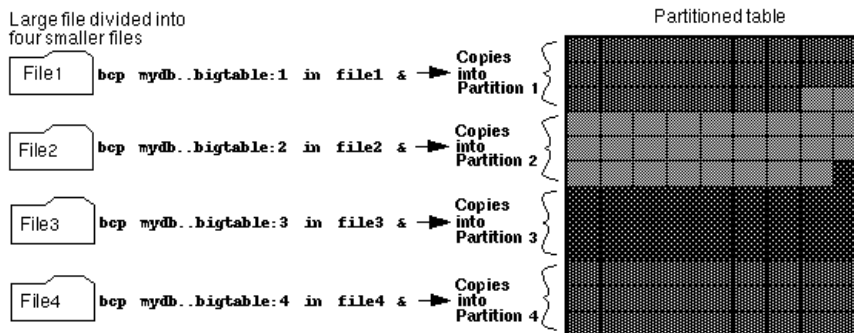 Large file divided into
four smaller files
Partitioned table
File1
bcp mydb..bigtable:1 in file1 &
Copies
into
Partition 1
File2
bcp mydb..bigtable:2 in file2 &
Copies
into
Partition 2
File3
bcp mydb..bigtable:3 in file3 &
Copies
into
Partition 3
File4
bcp mydb..bigtable:4 in file4 &
Copies
into
Partition 4